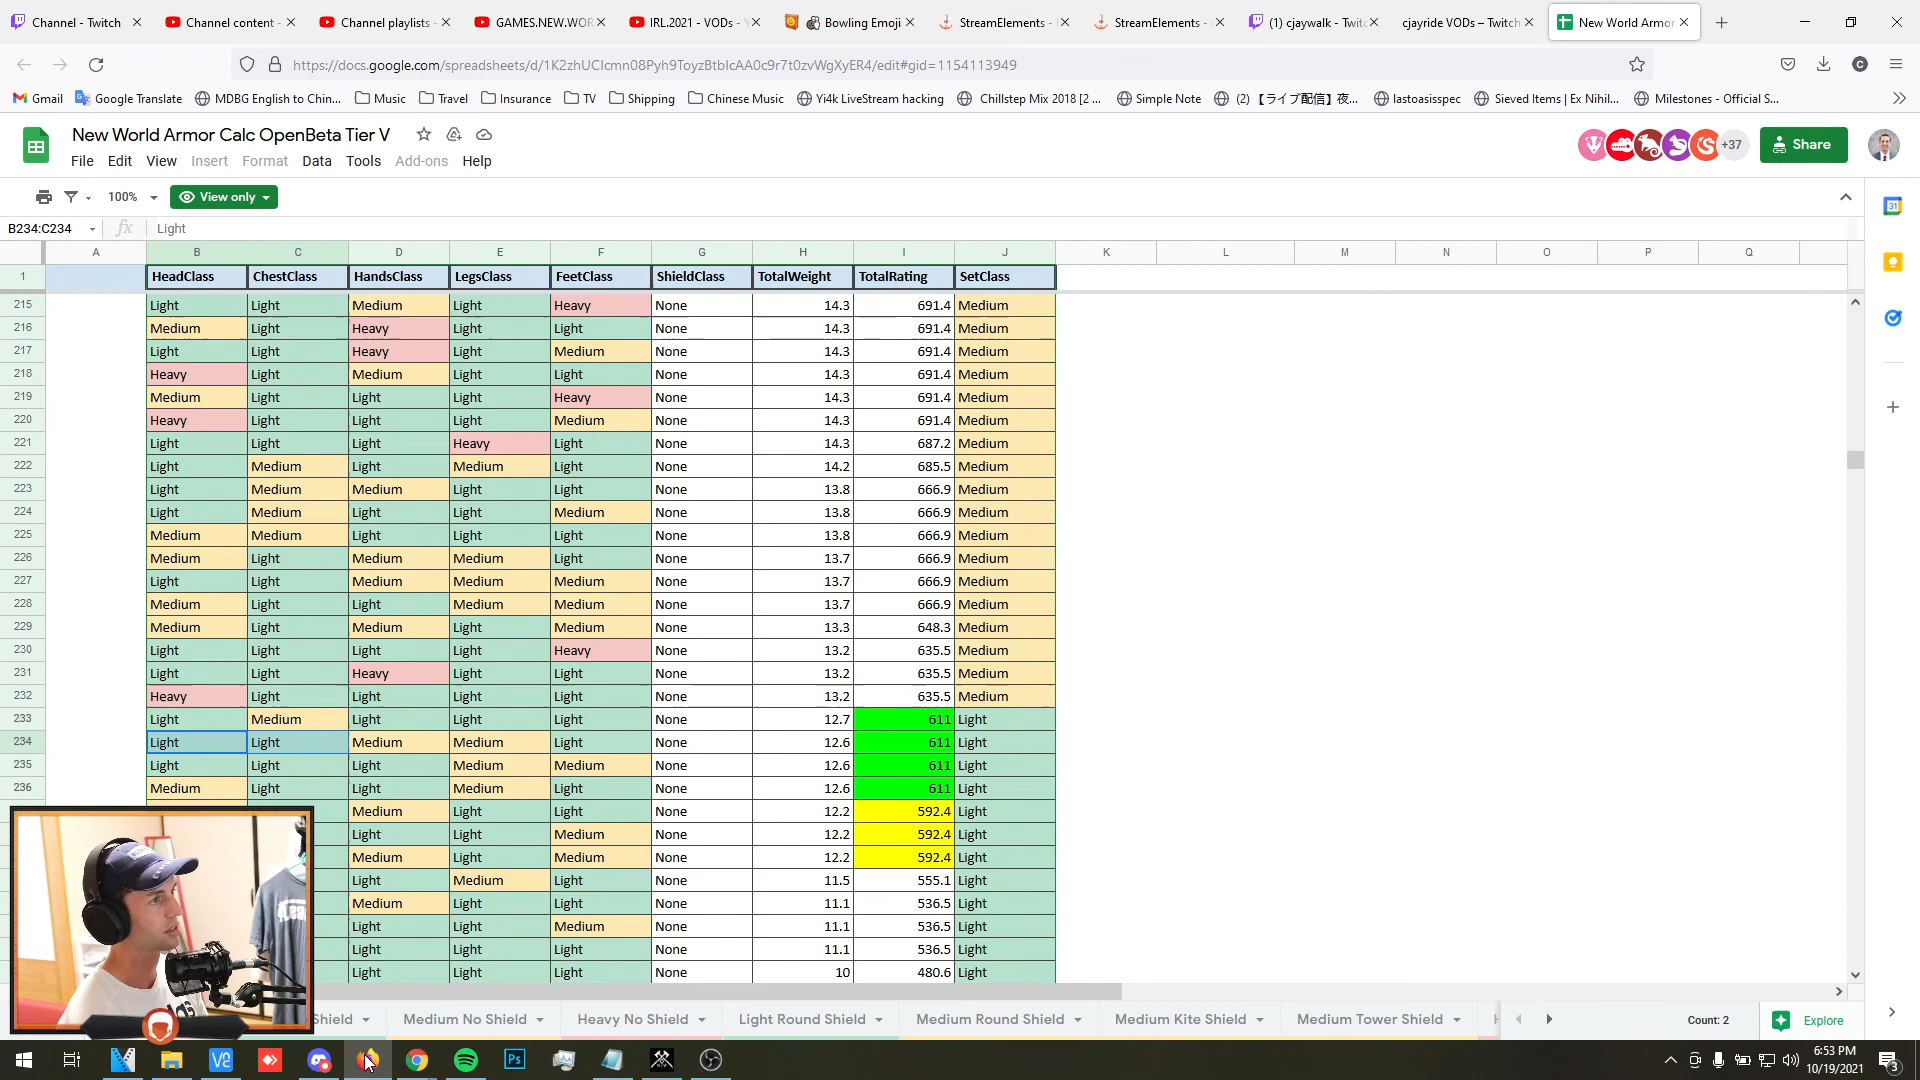 Channel - Twitch
Channel content -
Channel playlists -
GAMES.NEW.WOR
IRL.2021 - VODs -
Bowling Emoji
StreamElements -
StreamElements -
(1) cjaywalk - Twitc
cjayride VODs – Twitch
New World Armor
https://docs.google.com/spreadsheets/d/1K2zhUCIcmn08Pyh9ToyzBtbIcAA0c9r7t0zvWgXyER4/edit#gid=1154113949
Gmail Google Translate MDBG English to Chin... Music Travel Insurance TV Shipping Chinese Music Yi4k LiveStream hacking Chillstep Mix 2018 [2 ... Simple Note (2) 【ライブ配信】夜... lastoasisspec Sieved Items | Ex Nihil... Milestones - Official S...
New World Armor Calc OpenBeta Tier V
+37
Share
File Edit View Insert Format Data Tools Add-ons Help
100% View only
B234:C234 fx Light
A B C D E F G H I J K L M N O P Q
1 HeadClass ChestClass HandsClass LegsClass FeetClass ShieldClass TotalWeight TotalRating SetClass
215 Light Light Medium Light Heavy None 14.3 691.4 Medium
216 Medium Light Heavy Light Light None 14.3 691.4 Medium
217 Light Light Heavy Light Medium None 14.3 691.4 Medium
218 Heavy Light Medium Light Light None 14.3 691.4 Medium
219 Medium Light Light Light Heavy None 14.3 691.4 Medium
220 Heavy Light Light Light Medium None 14.3 691.4 Medium
221 Light Light Light Heavy Light None 14.3 687.2 Medium
222 Light Medium Light Medium Light None 14.2 685.5 Medium
223 Light Medium Medium Light Light None 13.8 666.9 Medium
224 Light Medium Light Light Medium None 13.8 666.9 Medium
225 Medium Medium Light Light Light None 13.8 666.9 Medium
226 Medium Light Medium Medium Light None 13.7 666.9 Medium
227 Light Light Medium Medium Medium None 13.7 666.9 Medium
228 Medium Light Light Medium Medium None 13.7 666.9 Medium
229 Medium Light Medium Light Medium None 13.3 648.3 Medium
230 Light Light Light Light Heavy None 13.2 635.5 Medium
231 Light Light Heavy Light Light None 13.2 635.5 Medium
232 Heavy Light Light Light Light None 13.2 635.5 Medium
233 Light Medium Light Light Light None 12.7 611 Light
234 Light Light Medium Medium Light None 12.6 611 Light
235 Light Light Light Medium Medium None 12.6 611 Light
236 Medium Light Light Medium Light None 12.6 611 Light
Medium Light Light None 12.2 592.4 Light
Light Light Medium None 12.2 592.4 Light
Medium Light Medium None 12.2 592.4 Light
Light Medium Light None 11.5 555.1 Light
Medium Light Light None 11.1 536.5 Light
Light Light Medium None 11.1 536.5 Light
Light Light Light None 11.1 536.5 Light
Light Light Light None 10 480.6 Light
Shield Medium No Shield Heavy No Shield Light Round Shield Medium Round Shield Medium Kite Shield Medium Tower Shield Count: 2 Explore
6:53 PM
10/19/2021
3